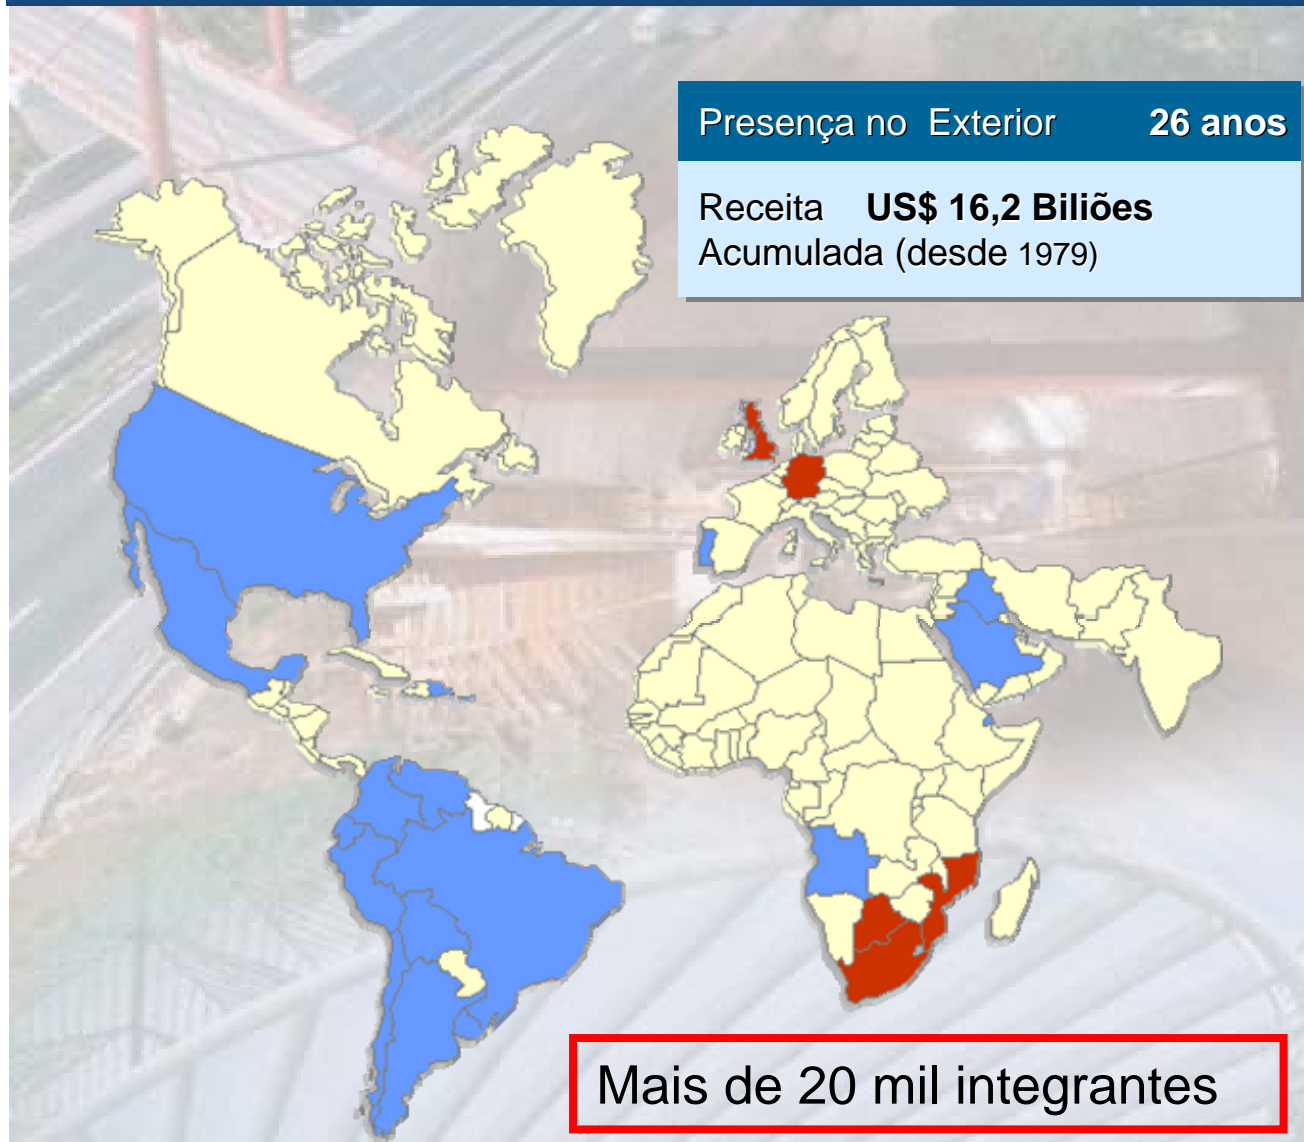 Presença no Exterior 26 anos
Receita US$ 16,2 Biliões
Acumulada (desde 1979)
Mais de 20 mil integrantes